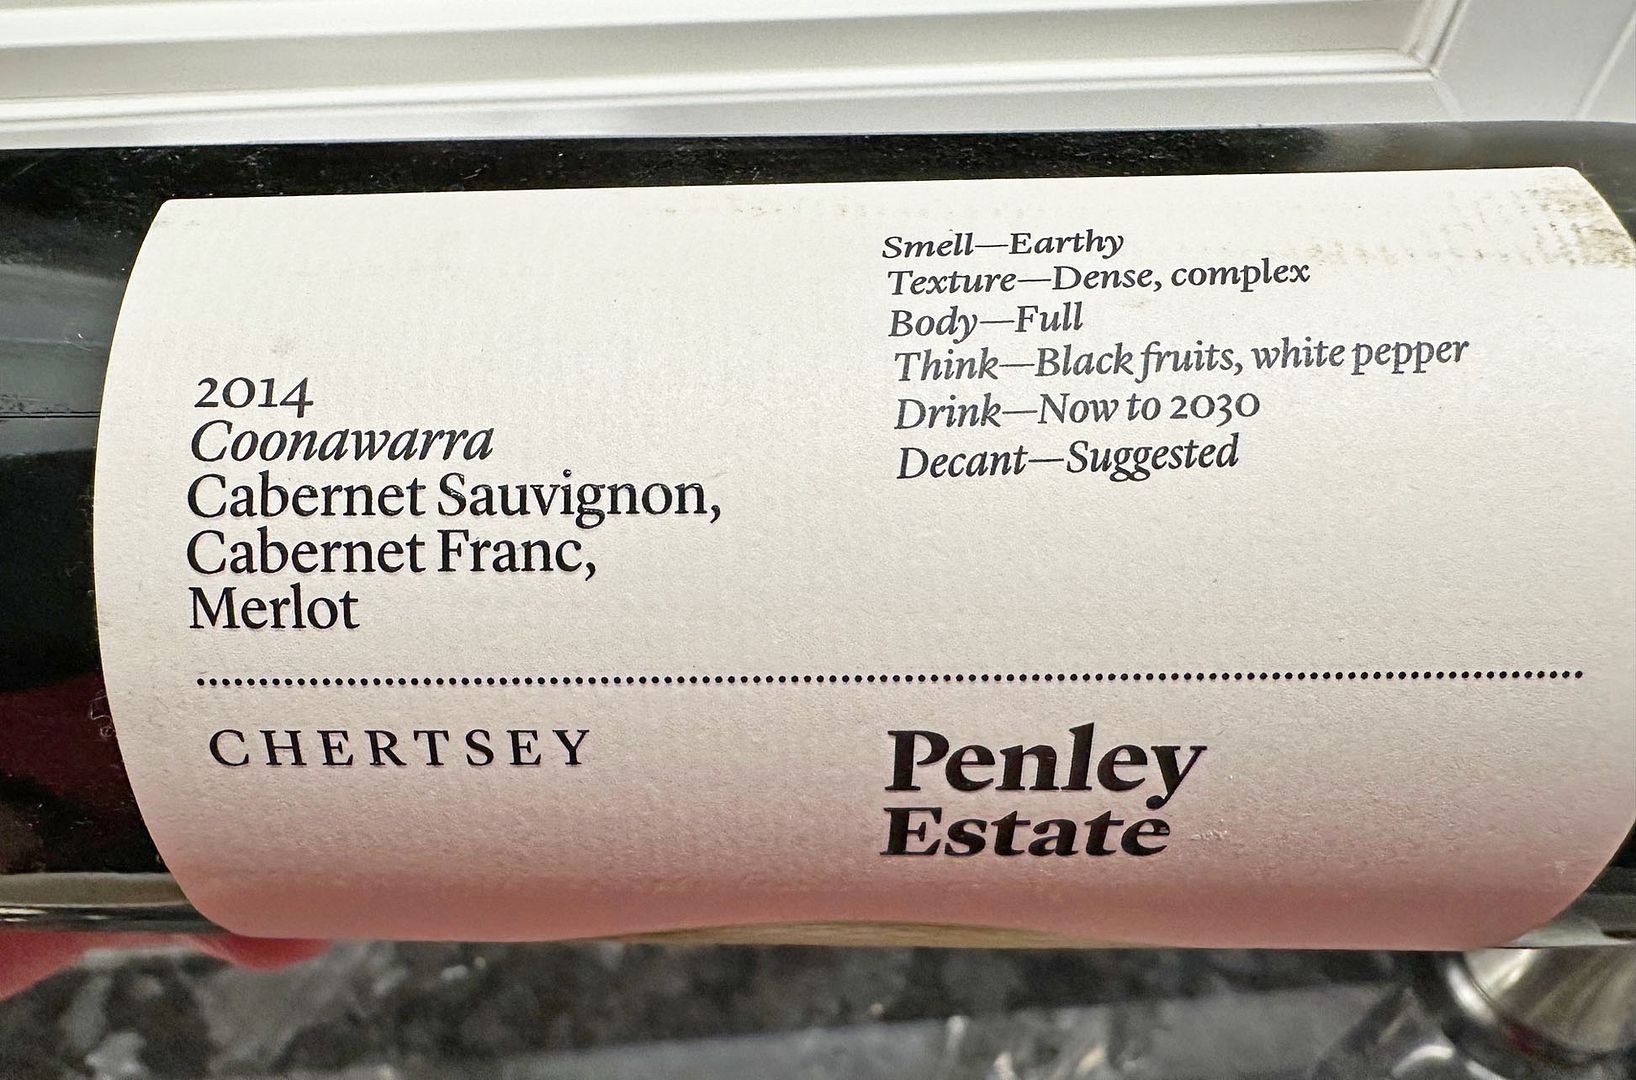 Smell—Earthy
Texture—Dense, complex
Body—Full
Think—Black fruits, white pepper
Drink—Now to 2030
Decant—Suggested
2014
Coonawarra
Cabernet Sauvignon,
Cabernet Franc,
Merlot
CHERTSEY
Penley
Estate